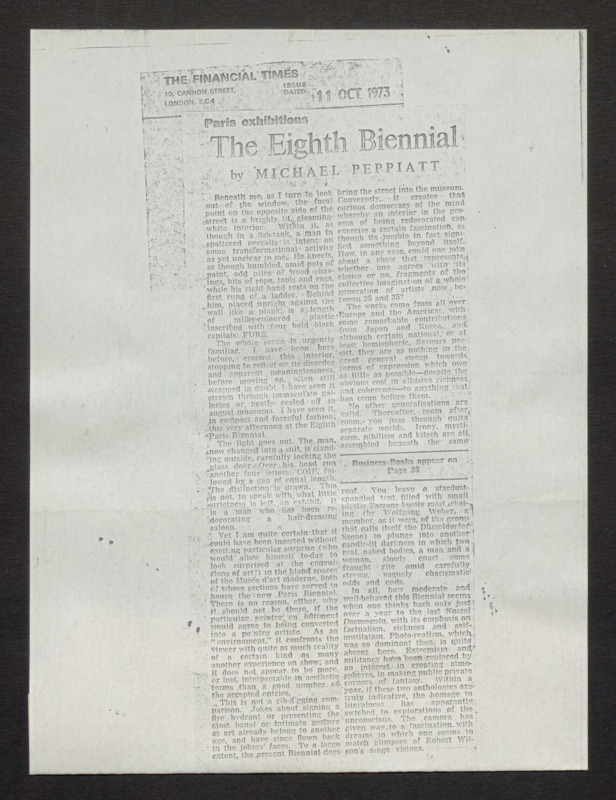 THE FINANCIAL TIMES
10, CANNON STREET,
LONDON, E.C.4
ISSUE
DATED
11 OCT 1973
Paris exhibitions
The Eighth Biennial
by MICHAEL PEPPIATT
Beneath me, as I turn to look
out of the window, the focal
point on the opposite side of the
street is a brightly lit, gleaming-
white interior. Within it, as
though in a fish-tank, a man in
spattered overalls is intent on
some transformational activity
as yet unclear to me. He kneels,
as though humbled, amid pots of
paint, odd piles of wood shav-
ings, bits of rope, tools and rags,
while his right hand rests on the
first rung of a ladder. Behind
him, placed upright against the
wall like a plank, is a length
of milky-coloured plastic
inscribed with four bold black
capitals: FURE.
The whole scene is urgently
familiar. I have been here
before, crossed this interior,
stopping to reflect on its disorder
and apparent meaninglessness,
before moving on, often still
wrapped in doubt. I have seen it
strewn through immaculate gal-
leries or neatly sealed off in
august museums. I have seen it,
in compact and forceful fashion,
this very afternoon at the Eighth
Paris Biennial.
The light goes out. The man,
now changed into a suit, is stand-
ing outside, carefully locking the
glass door. Over his head run
another four letters: COIF, fol-
lowed by a gap of equal length.
The distinction is drawn. This
is not, to speak with what little
strictness is left, an exhibit. It
is a man who has been re-
decorating a hair-dressing
saloon.
Yet I am quite certain that it
could have been inserted without
exciting particular surprise (who
would allow himself to-day to
look surprised at the convul-
sions of art?) in the bland spaces
of the Musée d'art moderne, both
of whose sections have served to
house the new Paris Biennial.
There is no reason, either, why
it should not be there, if the
particular peintre en bâtiment
would agree to being converted
into a peintre artiste. As an
"environment," it confronts the
viewer with quite as much reality
of a certain kind as many
another experience on show; and
it does not appear to be more,
or less, interpretable in aesthetic
terms than a good number of
the accepted entries.
This is not a rib-digging com-
parison. Jokes about signing a
fire hydrant or presenting the
most banal or intimate gesture
as art already belong to another
age, and have since flown back
in the jokers' faces. To a large
extent, the present Biennial does
bring the street into the museum.
Conversely, it creates that
curious democracy of the mind
whereby an interior in the pro-
cess of being redecorated can
exercise a certain fascination, as
though its jumble in fact signi-
fied something beyond itself.
How, in any case, could one joke
about a show that represents,
whether one agrees with its
choice or no, fragments of the
collective imagination of a whole
generation of artists now be-
tween 25 and 35?
The works come from all over
Europe and the Americas, with
some remarkable contributions
from Japan and Korea, and
although certain national, or at
least hemispheric, flavours per-
sist, they are as nothing in the
great general sweep towards
forms of expression which owe
as little as possible—despite the
obvious cost in allusive richness
and coherence—to anything that
has come before them.
No other generalisations are
valid. Thereafter, room after
room, you pass through quite
separate worlds. Irony, mysti-
cism, nihilism and kitsch are all
assembled beneath the same
Business Books appear on
Page 33
roof. You leave a stardust-
spangled tent filled with small
plastic Tarzans busily
ing (by Wolfgang Weber, a
member, as it were, of the group
that calls itself the Düsseldorfer
Szene) to plunge into another
candle-lit darkness in which two
real, naked bodies, a man and a
woman, slowly enact some
fraught rite amid carefully
strewn, vaguely charismatic
odds and ends.
In all, how moderate and
well-behaved this Biennial seems
when one thinks back only just
over a year to the last Kassel
Documenta, with its emphasis on
factualism, sickness and self-
mutilation. Photo-realism, which
was so dominant then, is quite
absent here. Extremism and
militancy have been replaced by
an interest in creating atmo-
spheres, in making public private
corners of fantasy. Within a
year, if these two anthologies are
truly indicative, the homage to
literalness has apparently
switched to explorations of the
unconscious. The camera has
given way to a fascination with
dreams in which one seems to
match glimpses of Robert Wil-
son's stage visions.